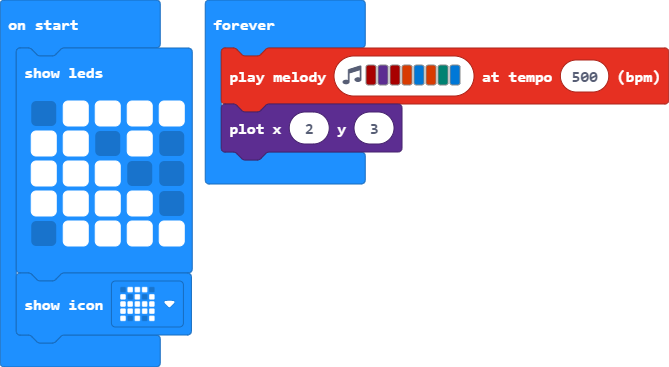 on start
show leds
show icon
forever
play melody at tempo 500 (bpm)
plot x 2 y 3